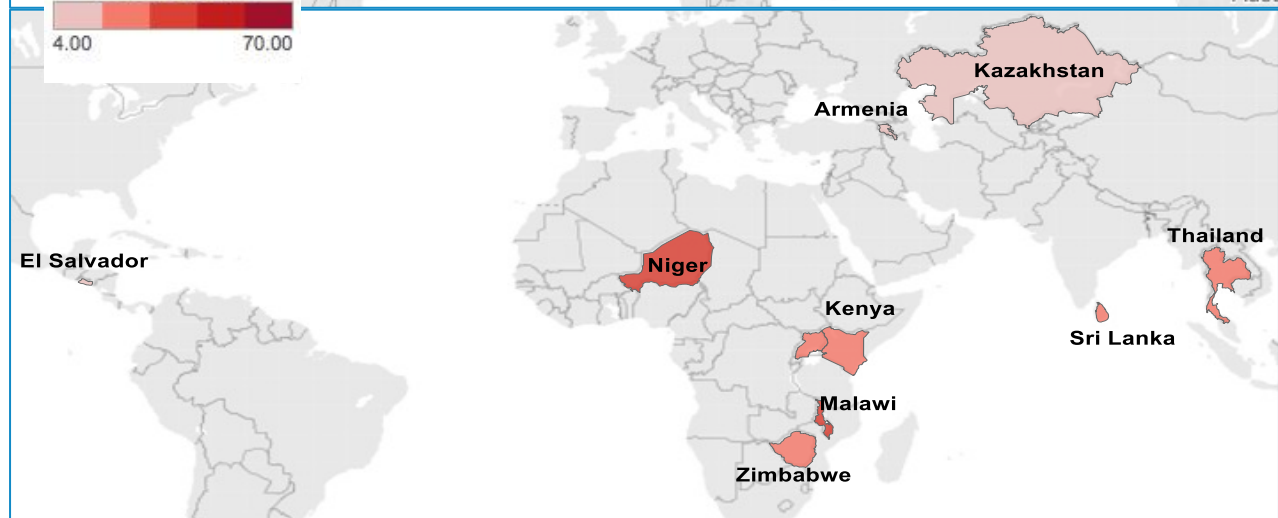 4.00 70.00
Kazakhstan
Armenia
Thailand
El Salvador
Niger
Kenya
Sri Lanka
Malawi
Zimbabwe